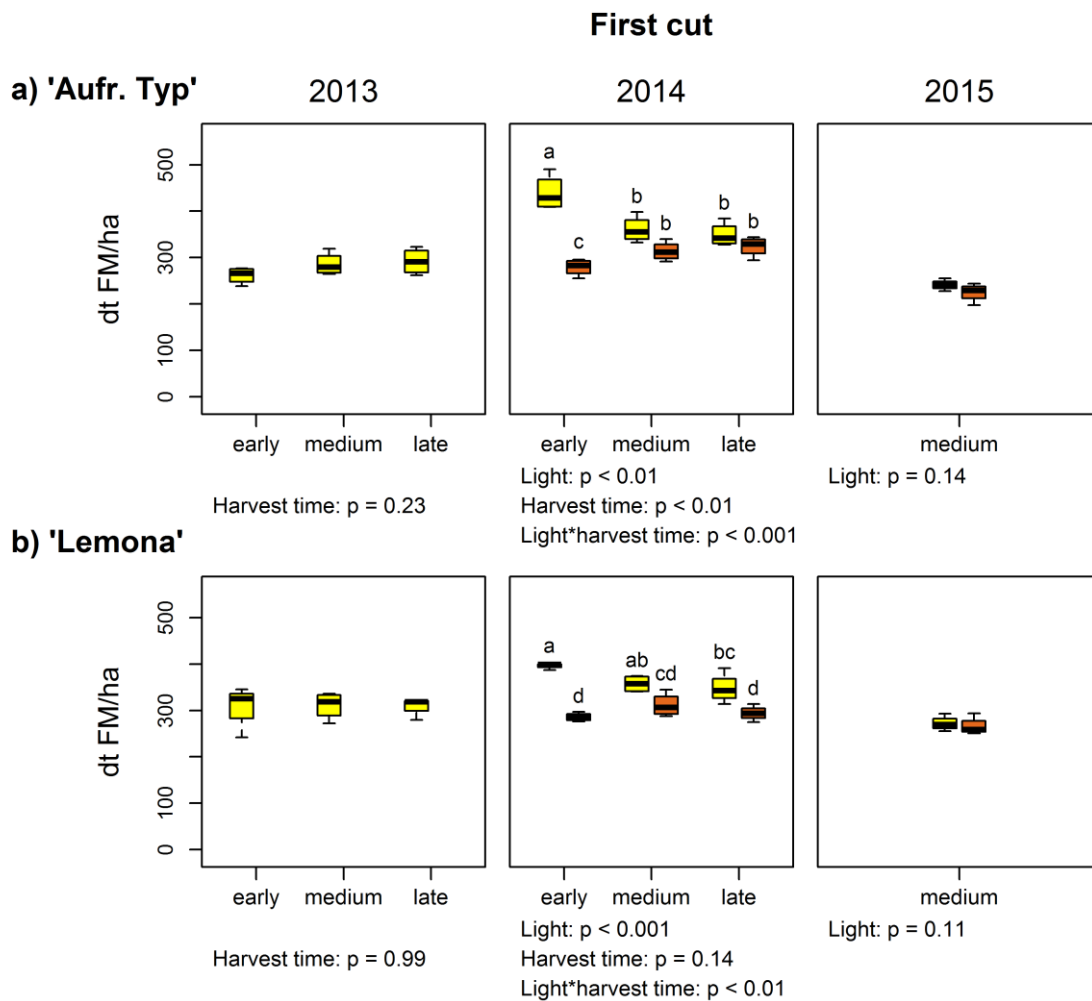 First cut
a) 'Aufr. Typ' 2013 2014 2015
dt FM/ha
500
300
100
0
a
c
b
b
b
b
early medium late
early medium late
medium
Harvest time: p = 0.23
Light: p < 0.01
Harvest time: p < 0.01
Light*harvest time: p < 0.001
Light: p = 0.14
b) 'Lemona'
dt FM/ha
500
300
100
0
a
d
ab
cd
bc
d
early medium late
early medium late
medium
Harvest time: p = 0.99
Light: p < 0.001
Harvest time: p = 0.14
Light*harvest time: p < 0.01
Light: p = 0.11